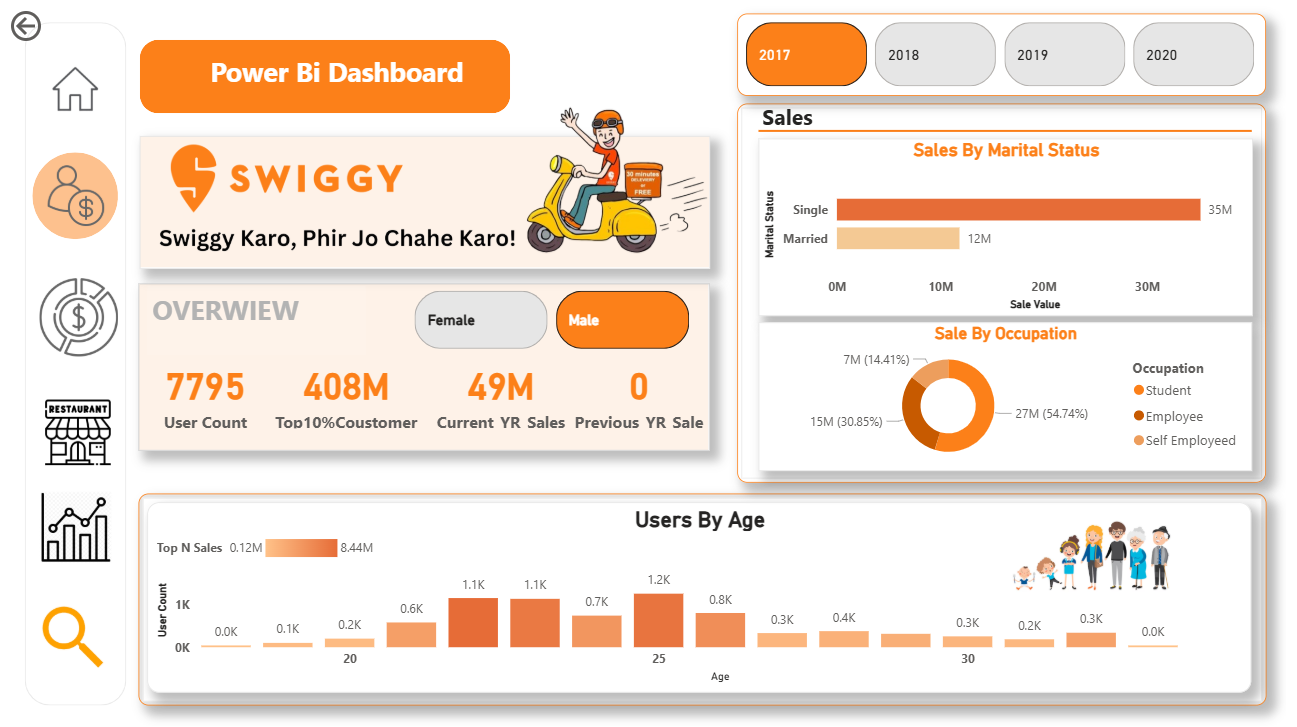 Power Bi Dashboard
2017
2018
2019
2020
SWIGGY
30 minutes
DELEVERY
or
FREE
Swiggy Karo, Phir Jo Chahe Karo!
OVERWIEW
Female
Male
7795
408M
49M
0
User Count
Top10%Coustomer
Current YR Sales
Previous YR Sale
Sales
Sales By Marital Status
Marital Status
Single
35M
Married
12M
0M
10M
20M
30M
Sale Value
Sale By Occupation
7M (14.41%)
15M (30.85%)
27M (54.74%)
Occupation
Student
Employee
Self Employeed
RESTAURANT
Users By Age
Top N Sales 0.12M 8.44M
User Count
1K
0K
0.0K
0.1K
0.2K
0.6K
1.1K
1.1K
0.7K
1.2K
0.8K
0.3K
0.4K
0.3K
0.2K
0.3K
0.0K
20
25
30
Age